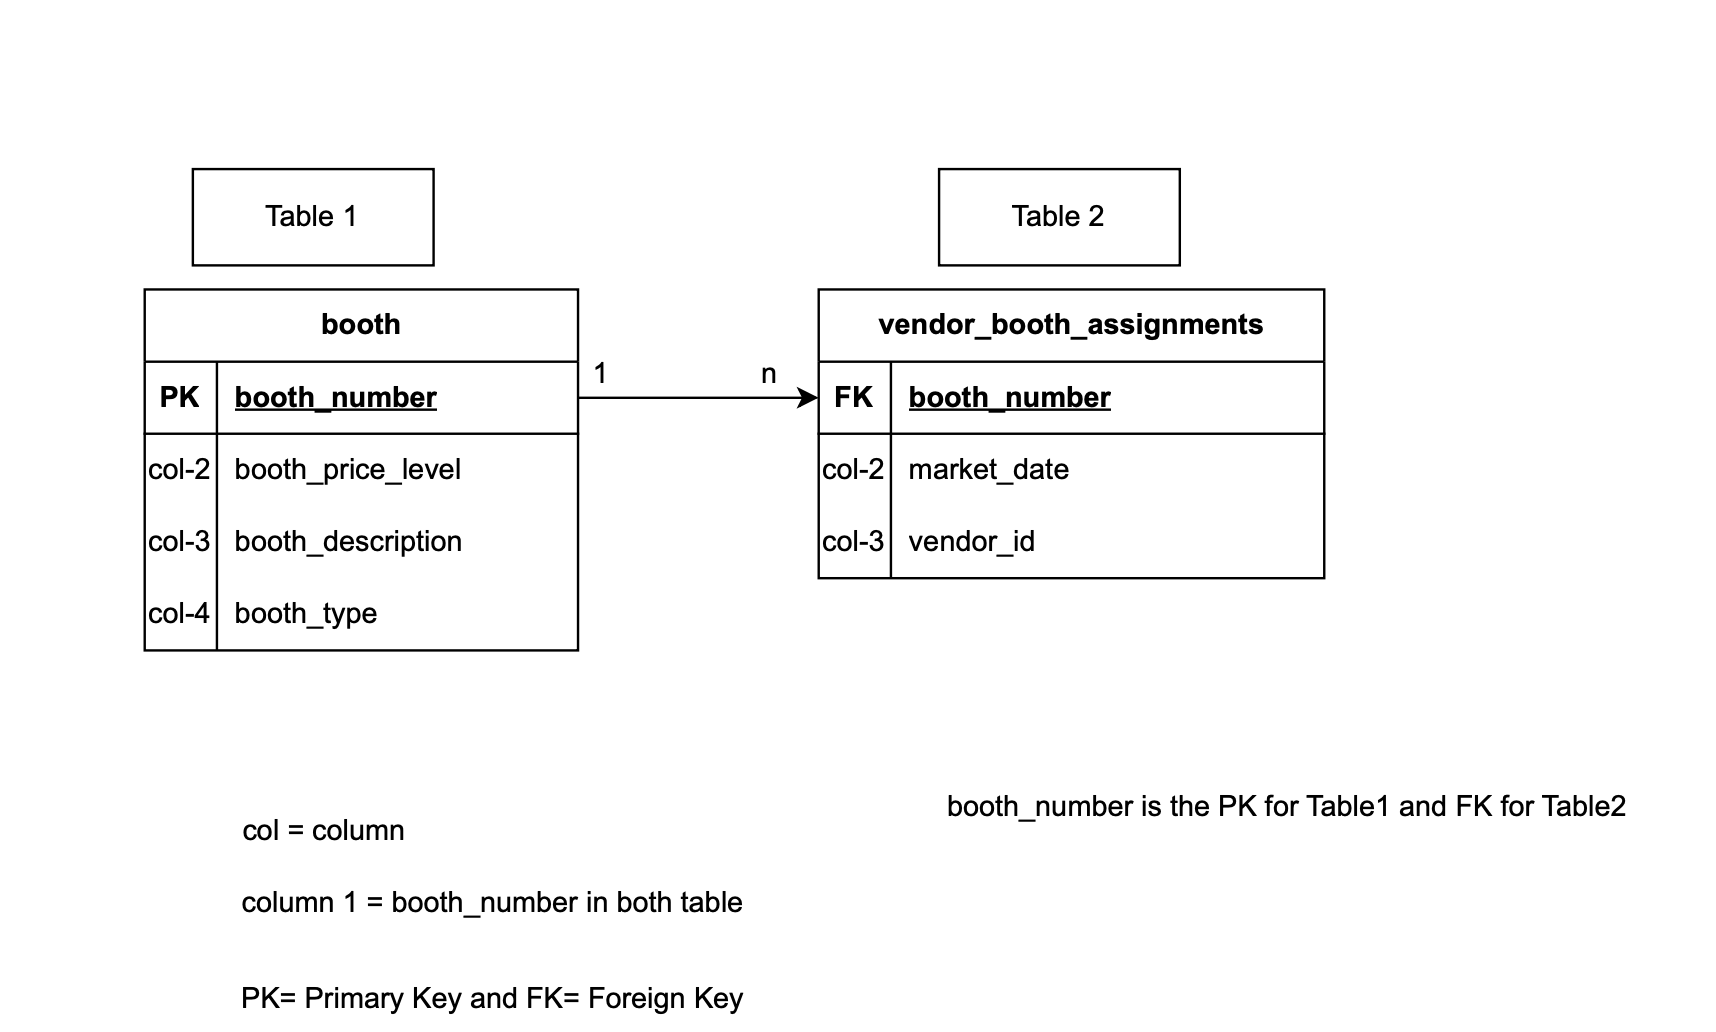 Table 1
Table 2
booth
PK booth_number
col-2 booth_price_level
col-3 booth_description
col-4 booth_type
1 n
vendor_booth_assignments
FK booth_number
col-2 market_date
col-3 vendor_id
booth_number is the PK for Table1 and FK for Table2
col = column
column 1 = booth_number in both table
PK= Primary Key and FK= Foreign Key